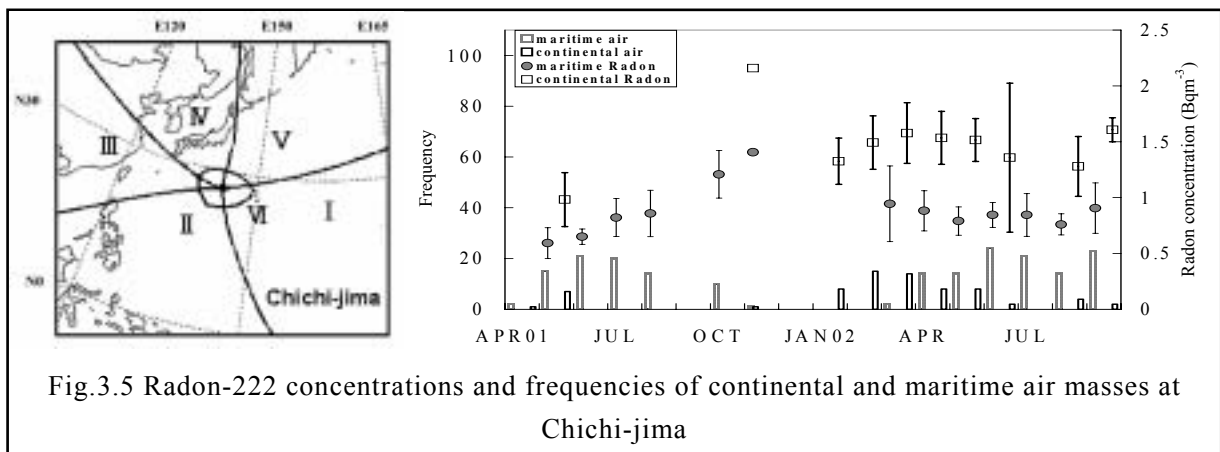 E120 E150 E165
N30
N0
III
IV
V
II
VI
I
Chichi-jima
maritime air
continental air
maritime Radon
continental Radon
100
80
60
40
20
0
Frequency
2.5
2
1.5
1
0.5
0
Radon concentration (Bqm-3)
APR01 JUL OCT JAN02 APR JUL
Fig.3.5 Radon-222 concentrations and frequencies of continental and maritime air masses at
Chichi-jima